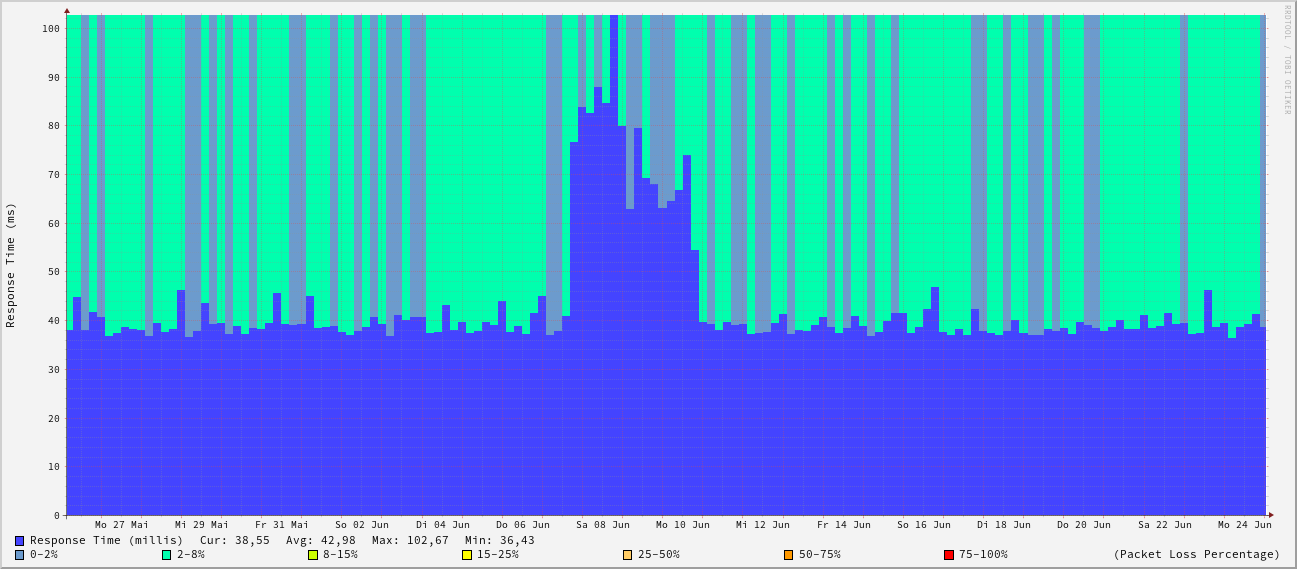 RRDTOOL / TOBI OETIKER
Response Time (ms)
100
90
80
70
60
50
40
30
20
10
0
Mo 27 Mai Mi 29 Mai Fr 31 Mai So 02 Jun Di 04 Jun Do 06 Jun Sa 08 Jun Mo 10 Jun Mi 12 Jun Fr 14 Jun So 16 Jun Di 18 Jun Do 20 Jun Sa 22 Jun Mo 24 Jun
Response Time (millis) Cur: 38,55 Avg: 42,98 Max: 102,67 Min: 36,43
0-2% 2-8% 8-15% 15-25% 25-50% 50-75% 75-100% (Packet Loss Percentage)